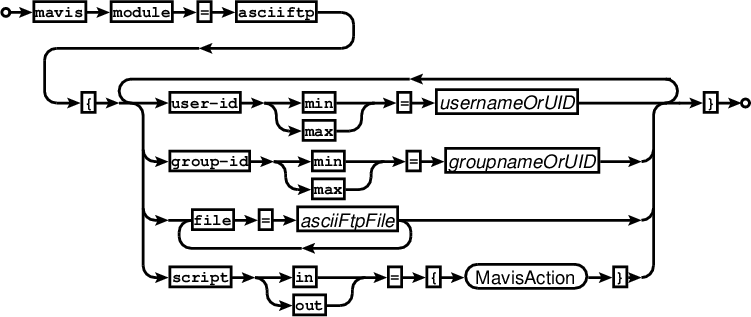 mavis module = asciiftp
{ user-id min = usernameOrUID }
max
group-id min = groupnameOrUID
max
file = asciiFtpFile
script in = { MavisAction }
out